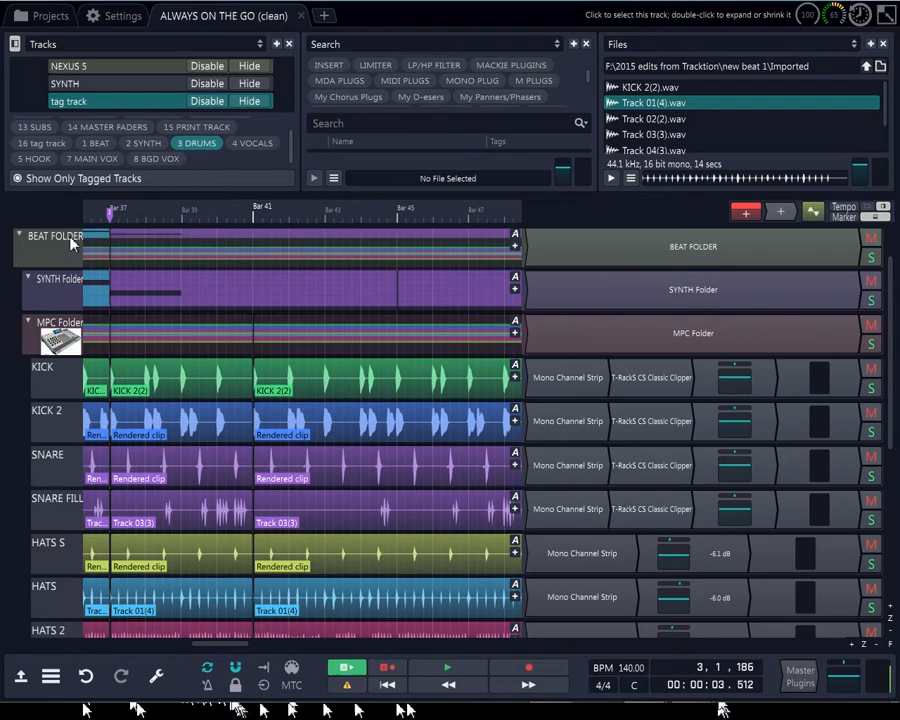 Projects Settings ALWAYS ON THE GO (clean) Click to select this track; double-click to expand or shrink it 100 65
Tracks
NEXUS 5 Disable Hide
SYNTH Disable Hide
tag track Disable Hide
13 SUBS 14 MASTER FADERS 15 PRINT TRACK
16 tag track 1 BEAT 2 SYNTH 3 DRUMS 4 VOCALS
5 HOOK 7 MAIN VOX 8 BGD VOX
Show Only Tagged Tracks
Search
INSERT LIMITER LP/HP FILTER MACKIE PLUGINS
MDA PLUGS MIDI PLUGS MONO PLUG M PLUGS
My Chorus Plugs My D-esers My Panners/Phasers
Search
Name Tags
No File Selected
Files
F:\2015 edits from Tracktion\new beat 1\Imported
KICK 2(2).wav
Track 01(4).wav
Track 02(2).wav
Track 03(3).wav
Track 04(3).wav
44.1 kHz, 16 bit mono, 14 secs
Bar 37 Bar 39 Bar 41 Bar 43 Bar 45 Bar 47
Tempo
Marker
BEAT FOLDER A BEAT FOLDER M
S
SYNTH Folder A SYNTH Folder M
S
MPC Folder A MPC Folder M
S
KICK A Mono Channel Strip T-RackS CS Classic Clipper M
KIC... KICK 2(2) KICK 2(2) S
KICK 2 A Mono Channel Strip T-RackS CS Classic Clipper M
Ren... Rendered clip Rendered clip S
SNARE A Mono Channel Strip T-RackS CS Classic Clipper M
Ren... Rendered clip Rendered clip S
SNARE FILL A Mono Channel Strip T-RackS CS Classic Clipper M
Trac... Track 03(3) Track 03(3) S
HATS S A Mono Channel Strip -6.1 dB M
Ren... Rendered clip Rendered clip S
HATS A Mono Channel Strip -6.0 dB M
Trac... Track 01(4) Track 01(4) S
HATS 2 A M
Z
Z F
MTC
BPM 140.00 3, 1, 186
4/4 C 00: 00: 03. 512
Master
Plugins